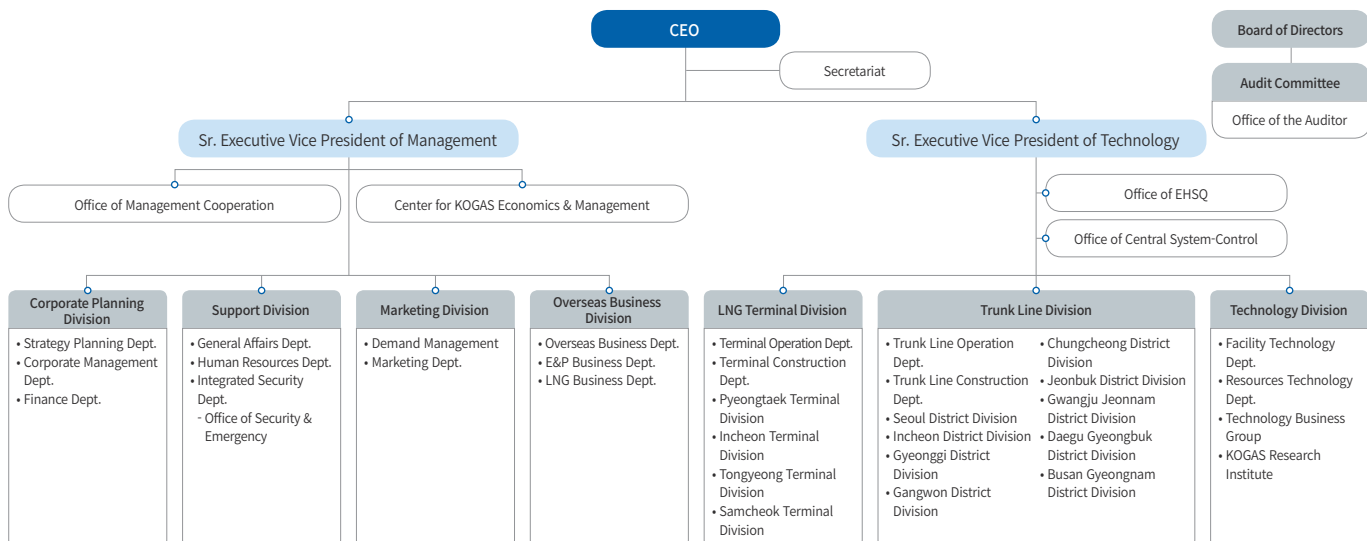 CEO
Board of Directors
Secretariat
Audit Committee
Office of the Auditor
Sr. Executive Vice President of Management
Sr. Executive Vice President of Technology
Office of Management Cooperation
Center for KOGAS Economics & Management
Office of EHSQ
Office of Central System-Control
Corporate Planning
Division
• Strategy Planning Dept.
• Corporate Management
Dept.
• Finance Dept.
Support Division
• General Affairs Dept.
• Human Resources Dept.
• Integrated Security
Dept.
- Office of Security &
Emergency
Marketing Division
• Demand Management
• Marketing Dept.
Overseas Business
Division
• Overseas Business Dept.
• E&P Business Dept.
• LNG Business Dept.
LNG Terminal Division
• Terminal Operation Dept.
• Terminal Construction
Dept.
• Pyeongtaek Terminal
Division
• Incheon Terminal
Division
• Tongyeong Terminal
Division
• Samcheok Terminal
Division
Trunk Line Division
• Trunk Line Operation
Dept.
• Trunk Line Construction
Dept.
• Seoul District Division
• Incheon District Division
• Gyeonggi District
Division
• Gangwon District
Division
• Chungcheong District
Division
• Jeonbuk District Division
• Gwangju Jeonnam
District Division
• Daegu Gyeongbuk
District Division
• Busan Gyeongnam
District Division
Technology Division
• Facility Technology
Dept.
• Resources Technology
Dept.
• Technology Business
Group
• KOGAS Research
Institute